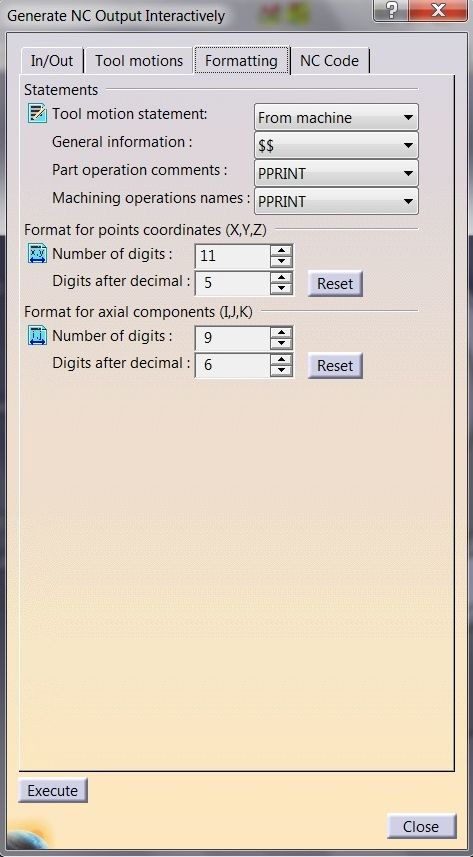 Generate NC Output Interactively
In/Out Tool motions Formatting NC Code
Statements
Tool motion statement: From machine
General information : $$
Part operation comments : PPRINT
Machining operations names : PPRINT
Format for points coordinates (X,Y,Z)
Number of digits : 11
Digits after decimal : 5 Reset
Format for axial components (I,J,K)
Number of digits : 9
Digits after decimal : 6 Reset
Execute
Close